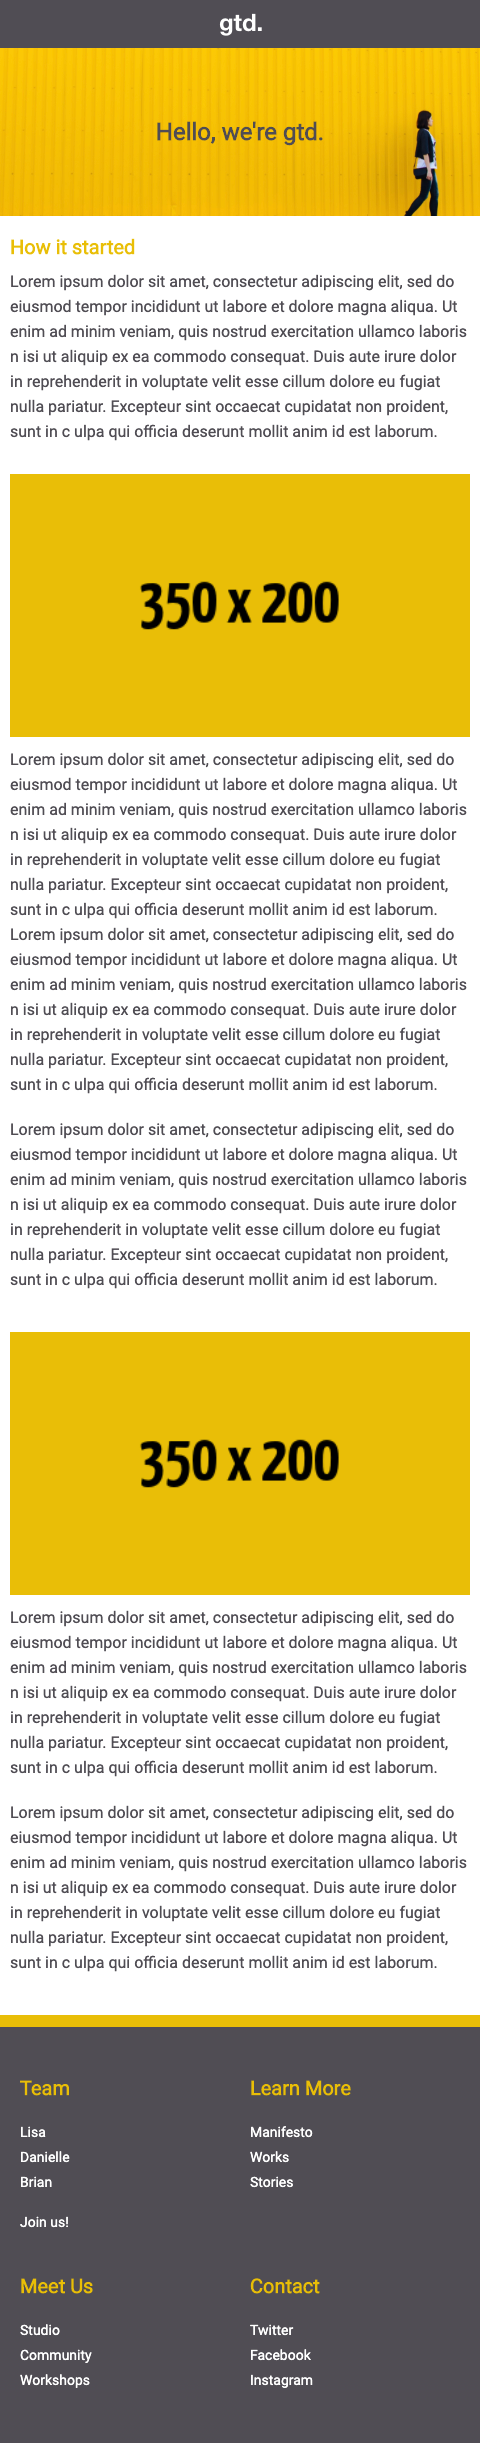 gtd.
Hello, we're gtd.
How it started
Lorem ipsum dolor sit amet, consectetur adipiscing elit, sed do
eiusmod tempor incididunt ut labore et dolore magna aliqua. Ut
enim ad minim veniam, quis nostrud exercitation ullamco laboris
n isi ut aliquip ex ea commodo consequat. Duis aute irure dolor
in reprehenderit in voluptate velit esse cillum dolore eu fugiat
nulla pariatur. Excepteur sint occaecat cupidatat non proident,
sunt in c ulpa qui officia deserunt mollit anim id est laborum.
350 x 200
Lorem ipsum dolor sit amet, consectetur adipiscing elit, sed do
eiusmod tempor incididunt ut labore et dolore magna aliqua. Ut
enim ad minim veniam, quis nostrud exercitation ullamco laboris
n isi ut aliquip ex ea commodo consequat. Duis aute irure dolor
in reprehenderit in voluptate velit esse cillum dolore eu fugiat
nulla pariatur. Excepteur sint occaecat cupidatat non proident,
sunt in c ulpa qui officia deserunt mollit anim id est laborum.
Lorem ipsum dolor sit amet, consectetur adipiscing elit, sed do
eiusmod tempor incididunt ut labore et dolore magna aliqua. Ut
enim ad minim veniam, quis nostrud exercitation ullamco laboris
n isi ut aliquip ex ea commodo consequat. Duis aute irure dolor
in reprehenderit in voluptate velit esse cillum dolore eu fugiat
nulla pariatur. Excepteur sint occaecat cupidatat non proident,
sunt in c ulpa qui officia deserunt mollit anim id est laborum.
Lorem ipsum dolor sit amet, consectetur adipiscing elit, sed do
eiusmod tempor incididunt ut labore et dolore magna aliqua. Ut
enim ad minim veniam, quis nostrud exercitation ullamco laboris
n isi ut aliquip ex ea commodo consequat. Duis aute irure dolor
in reprehenderit in voluptate velit esse cillum dolore eu fugiat
nulla pariatur. Excepteur sint occaecat cupidatat non proident,
sunt in c ulpa qui officia deserunt mollit anim id est laborum.
350 x 200
Lorem ipsum dolor sit amet, consectetur adipiscing elit, sed do
eiusmod tempor incididunt ut labore et dolore magna aliqua. Ut
enim ad minim veniam, quis nostrud exercitation ullamco laboris
n isi ut aliquip ex ea commodo consequat. Duis aute irure dolor
in reprehenderit in voluptate velit esse cillum dolore eu fugiat
nulla pariatur. Excepteur sint occaecat cupidatat non proident,
sunt in c ulpa qui officia deserunt mollit anim id est laborum.
Lorem ipsum dolor sit amet, consectetur adipiscing elit, sed do
eiusmod tempor incididunt ut labore et dolore magna aliqua. Ut
enim ad minim veniam, quis nostrud exercitation ullamco laboris
n isi ut aliquip ex ea commodo consequat. Duis aute irure dolor
in reprehenderit in voluptate velit esse cillum dolore eu fugiat
nulla pariatur. Excepteur sint occaecat cupidatat non proident,
sunt in c ulpa qui officia deserunt mollit anim id est laborum.
Team
Lisa
Danielle
Brian
Join us!
Learn More
Manifesto
Works
Stories
Meet Us
Studio
Community
Workshops
Contact
Twitter
Facebook
Instagram